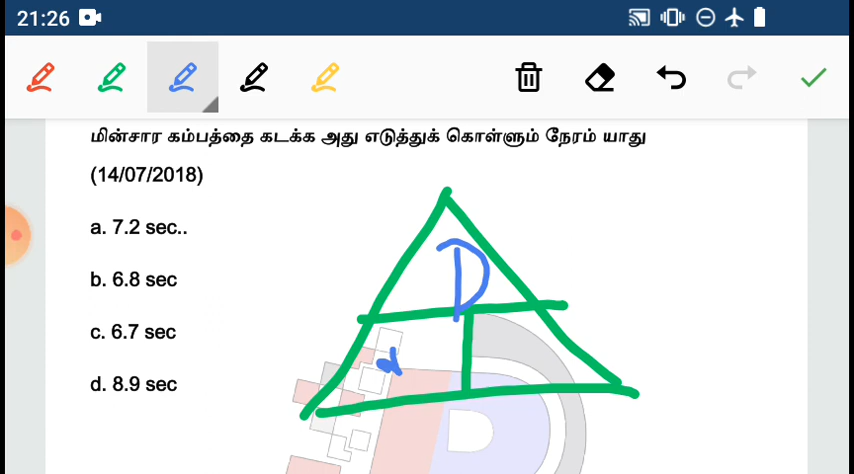 21:26
மின்சார கம்பத்தை கடக்க அது எடுத்துக் கொள்ளும் நேரம் யாது
(14/07/2018)
a. 7.2 sec..
b. 6.8 sec
c. 6.7 sec
d. 8.9 sec
D